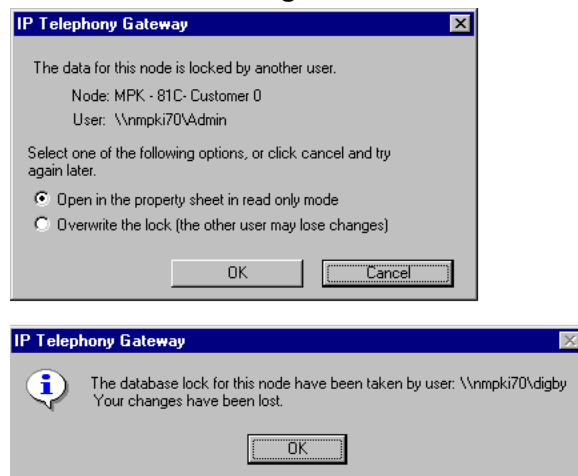 IP Telephony Gateway
The data for this node is locked by another user.
Node: MPK - 81C- Customer 0
User: \\nmpki70\Admin
Select one of the following options, or click cancel and try
again later.
Open in the property sheet in read only mode
Overwrite the lock (the other user may lose changes)
OK
Cancel
IP Telephony Gateway
The database lock for this node have been taken by user: \\nmpki70\digby
Your changes have been lost.
OK